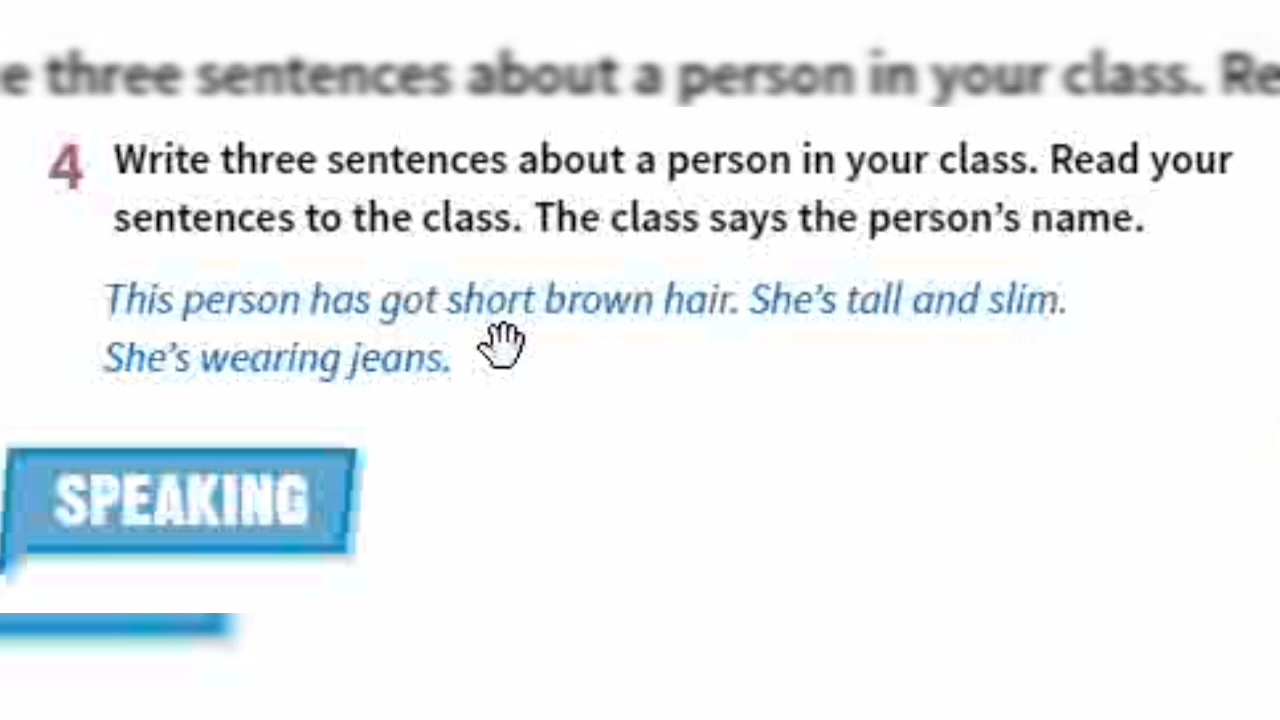 e three sentences about a person in your class. Re
4 Write three sentences about a person in your class. Read your
sentences to the class. The class says the person's name.
This person has got short brown hair. She's tall and slim.
She's wearing jeans.
SPEAKING